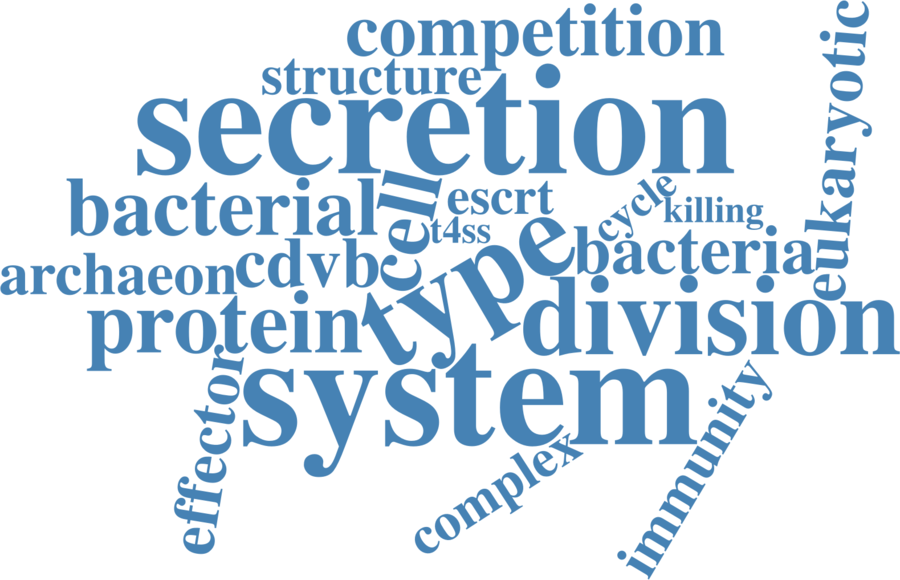 competition
structure
secretion
eukaryotic
bacterial
cell
escrt
cycle
killing
t4ss
archaeon
cdvb
type
bacteria
protein
division
system
effector
complex
immunity